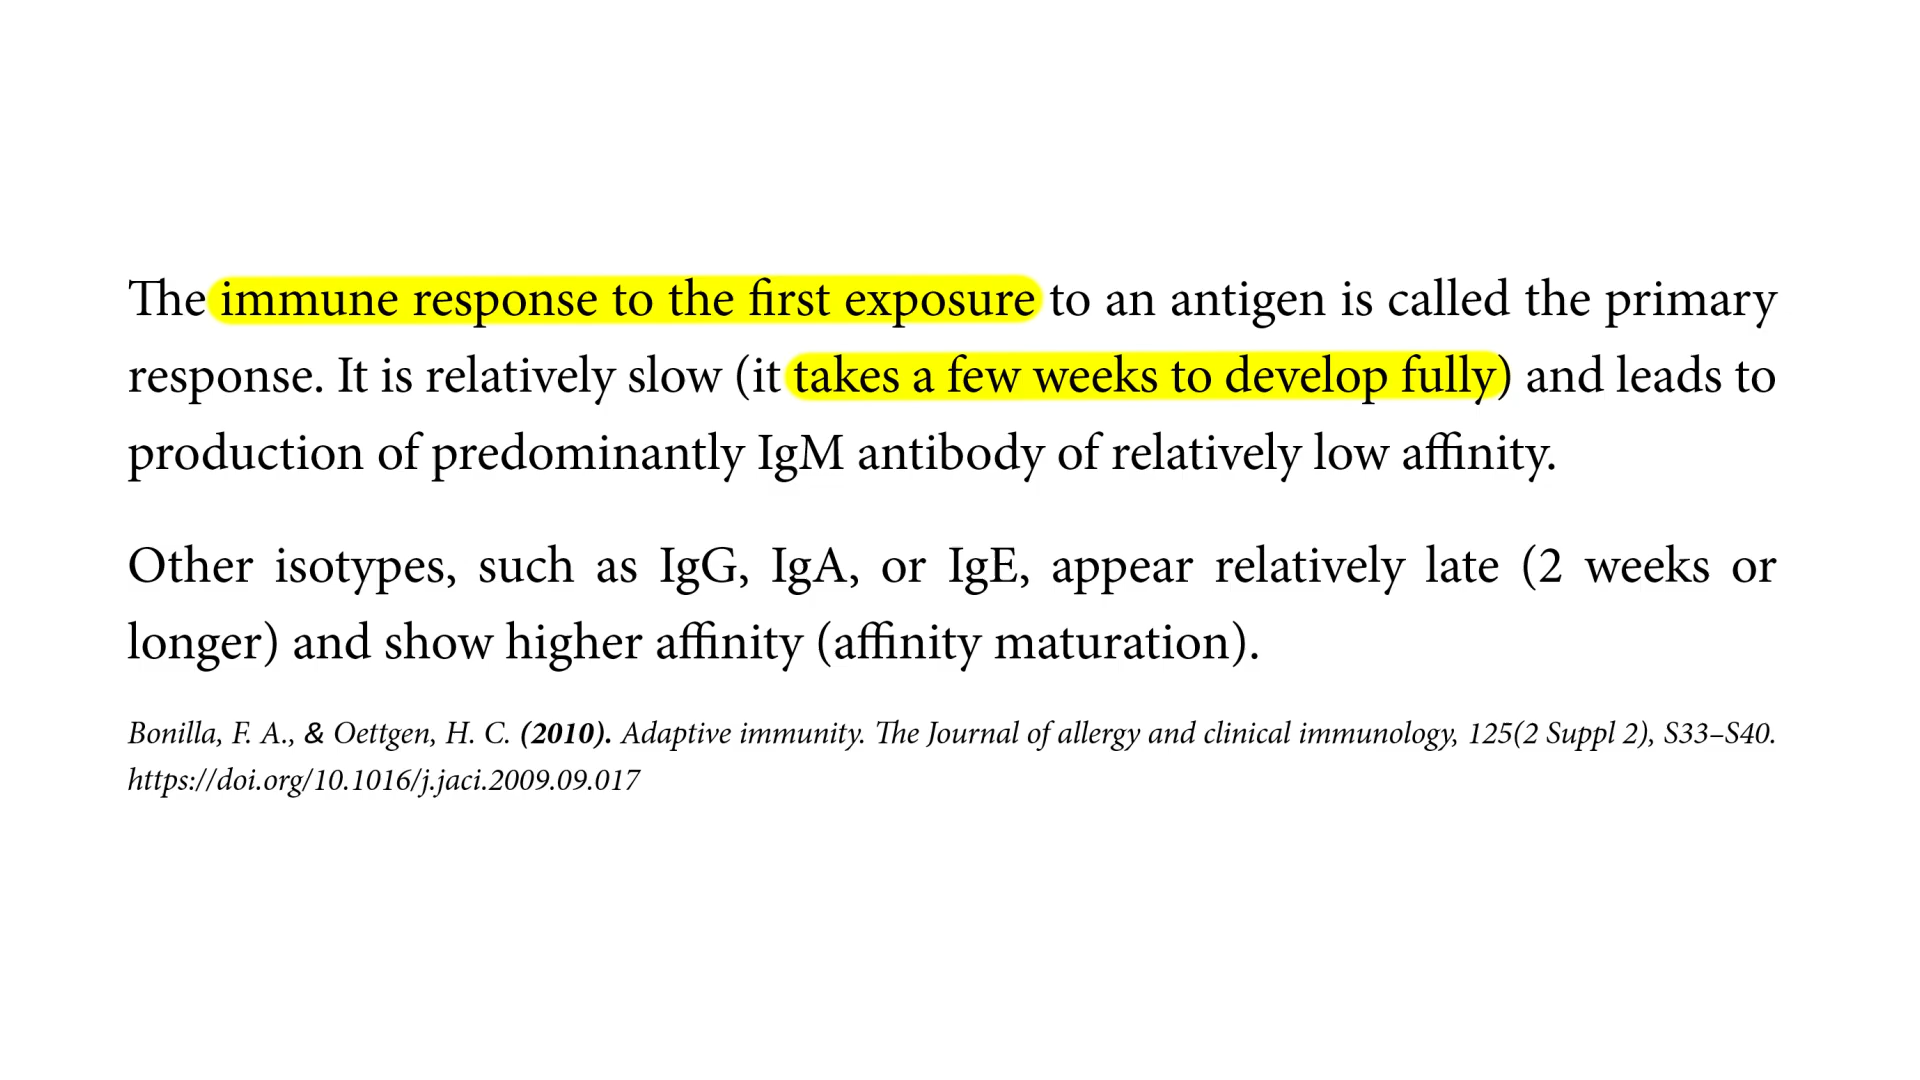 The immune response to the first exposure to an antigen is called the primary
response. It is relatively slow (it takes a few weeks to develop fully) and leads to
production of predominantly IgM antibody of relatively low affinity.
Other isotypes, such as IgG, IgA, or IgE, appear relatively late (2 weeks or
longer) and show higher affinity (affinity maturation).
Bonilla, F. A., & Oettgen, H. C. (2010). Adaptive immunity. The Journal of allergy and clinical immunology, 125(2 Suppl 2), S33–S40.
https://doi.org/10.1016/j.jaci.2009.09.017